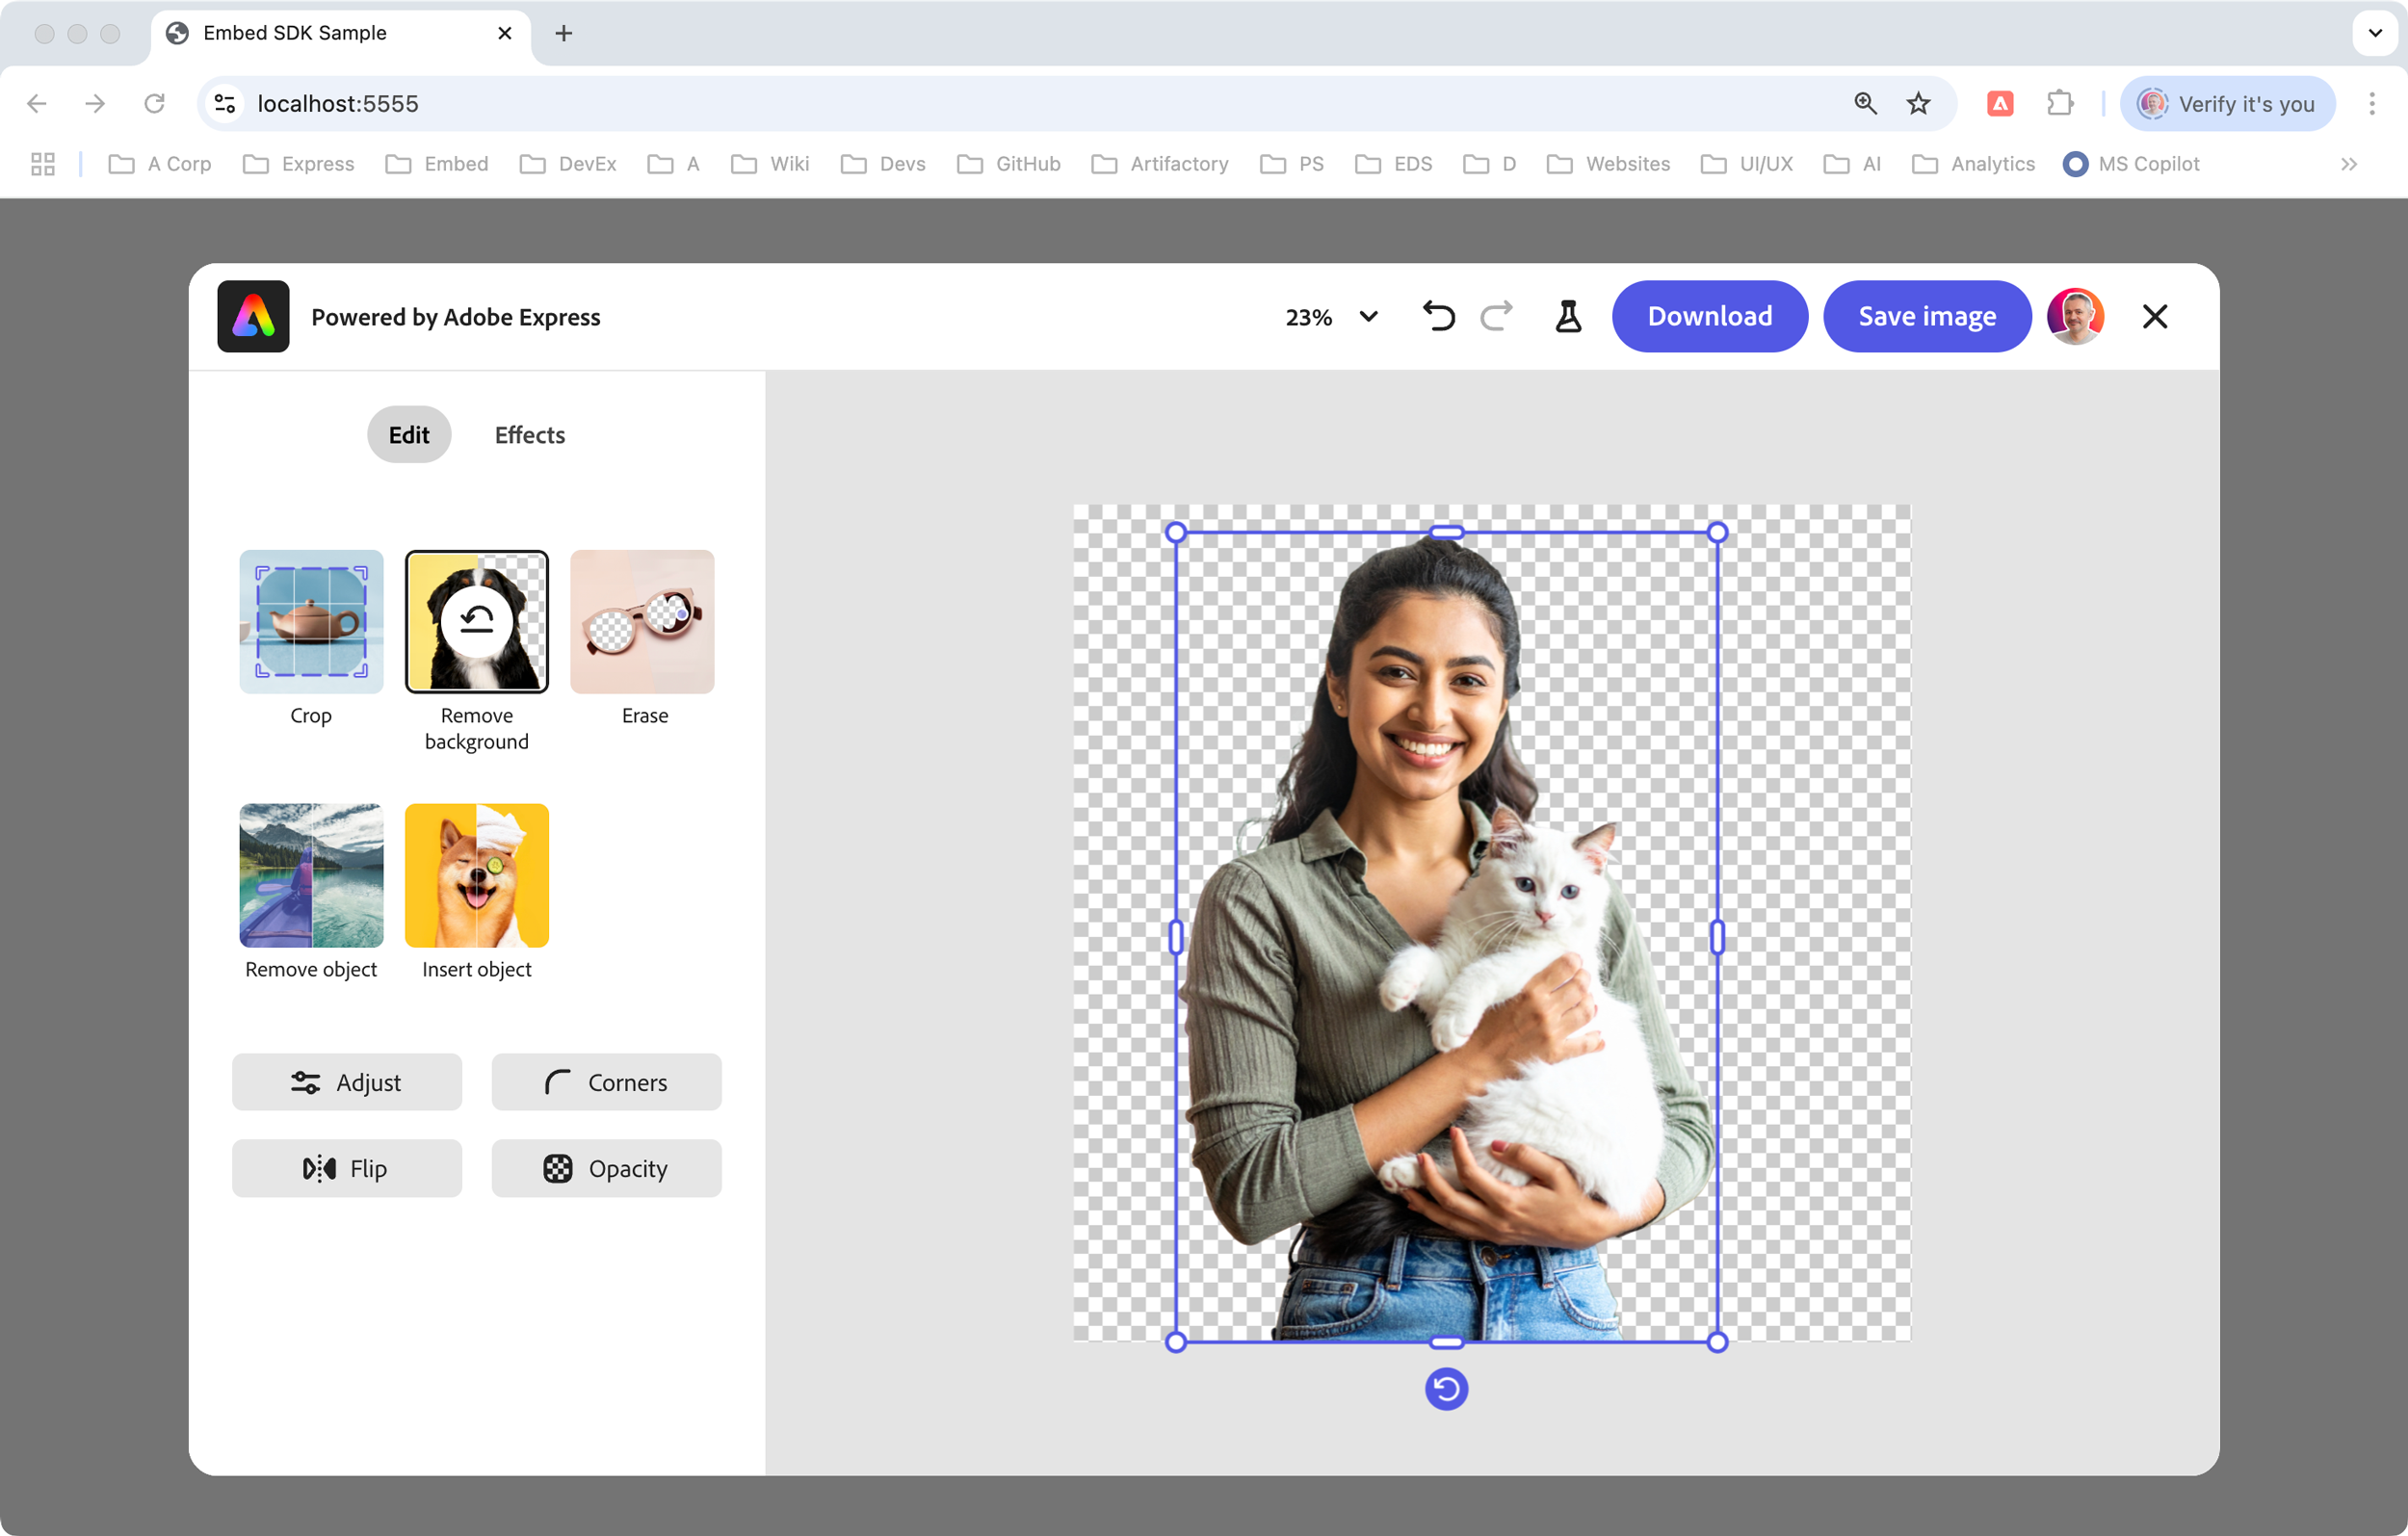 Embed SDK Sample
localhost:5555
Verify it's you
A Corp Express Embed DevEx A Wiki Devs GitHub Artifactory PS EDS D Websites UI/UX AI Analytics MS Copilot
Powered by Adobe Express
23%
Download
Save image
Edit Effects
Crop
Remove background
Erase
Remove object
Insert object
Adjust
Corners
Flip
Opacity